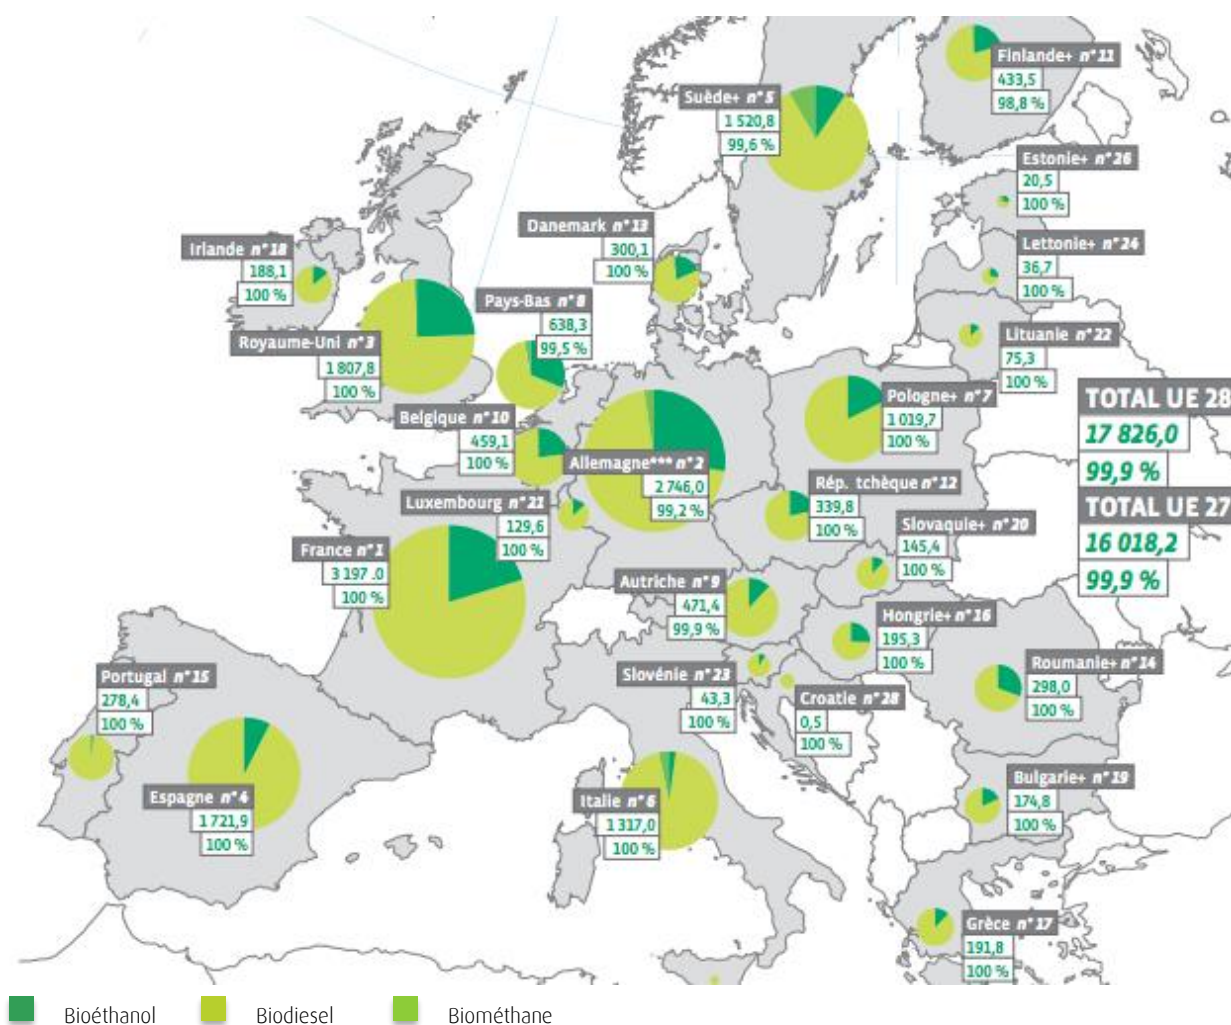 Finlande+ n°11
433,5
98,8 %
Suède+ n°5
1 520,8
99,6 %
Estonie+ n°26
20,5
100 %
Danemark n°13
300,1
100 %
Irlande n°18
188,1
100 %
Lettonie+ n°24
36,7
100 %
Pays-Bas n°8
638,3
99,5 %
Royaume-Uni n°3
1 807,8
100 %
Lituanie n°22
75,3
100 %
Belgique n°10
459,1
100 %
Pologne+ n°7
1 019,7
100 %
TOTAL UE 28
17 826,0
99,9 %
Allemagne*** n°2
2 746,0
99,2 %
Rép. tchèque n°12
339,8
100 %
TOTAL UE 27
16 018,2
99,9 %
Luxembourg n°21
129,6
100 %
Slovaquie+ n°20
145,4
100 %
France n°1
3 197 .0
100 %
Autriche n°9
471,4
99,9 %
Hongrie+ n°16
195,3
100 %
Portugal n°15
278,4
100 %
Slovénie n°23
43,3
100 %
Roumanie+ n°14
298,0
100 %
Croatie n°28
0,5
100 %
Espagne n°4
1 721,9
100 %
Italie n°6
1 317,0
100 %
Bulgarie+ n°19
174,8
100 %
Grèce n°17
191,8
100 %
Bioéthanol
Biodiesel
Biométhane